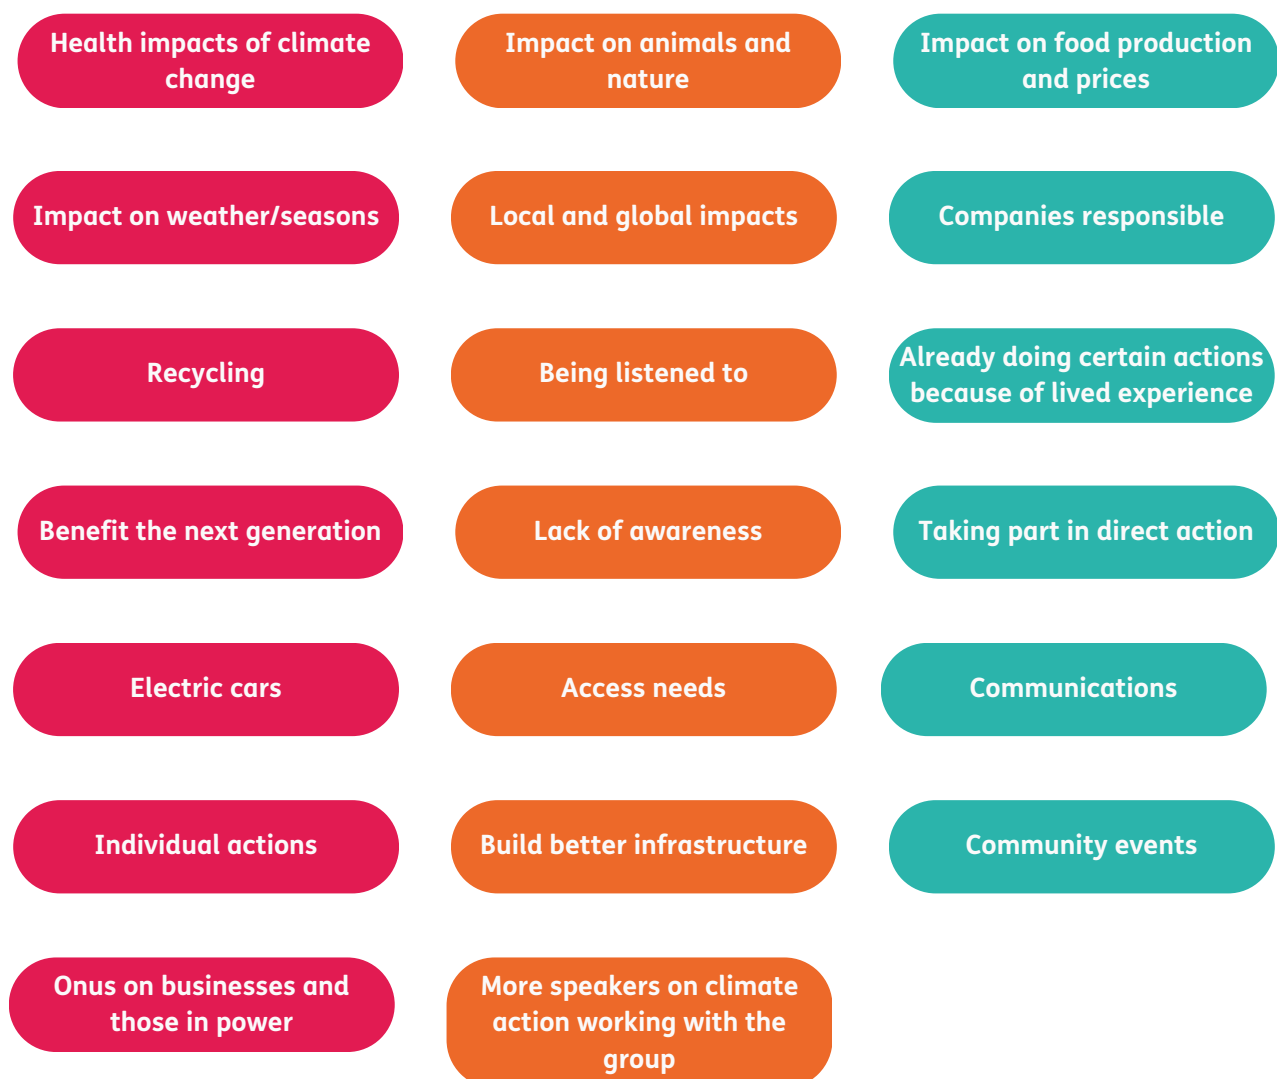 Health impacts of climate
change
Impact on animals and
nature
Impact on food production
and prices
Impact on weather/seasons
Local and global impacts
Companies responsible
Recycling
Being listened to
Already doing certain actions
because of lived experience
Benefit the next generation
Lack of awareness
Taking part in direct action
Electric cars
Access needs
Communications
Individual actions
Build better infrastructure
Community events
Onus on businesses and
those in power
More speakers on climate
action working with the
group